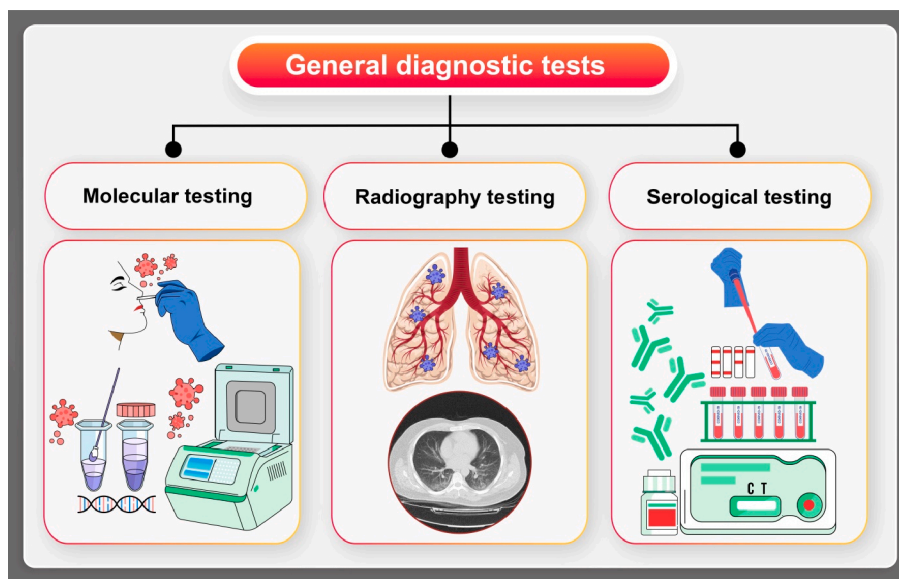 General diagnostic tests
Molecular testing
Radiography testing
Serological testing
C T